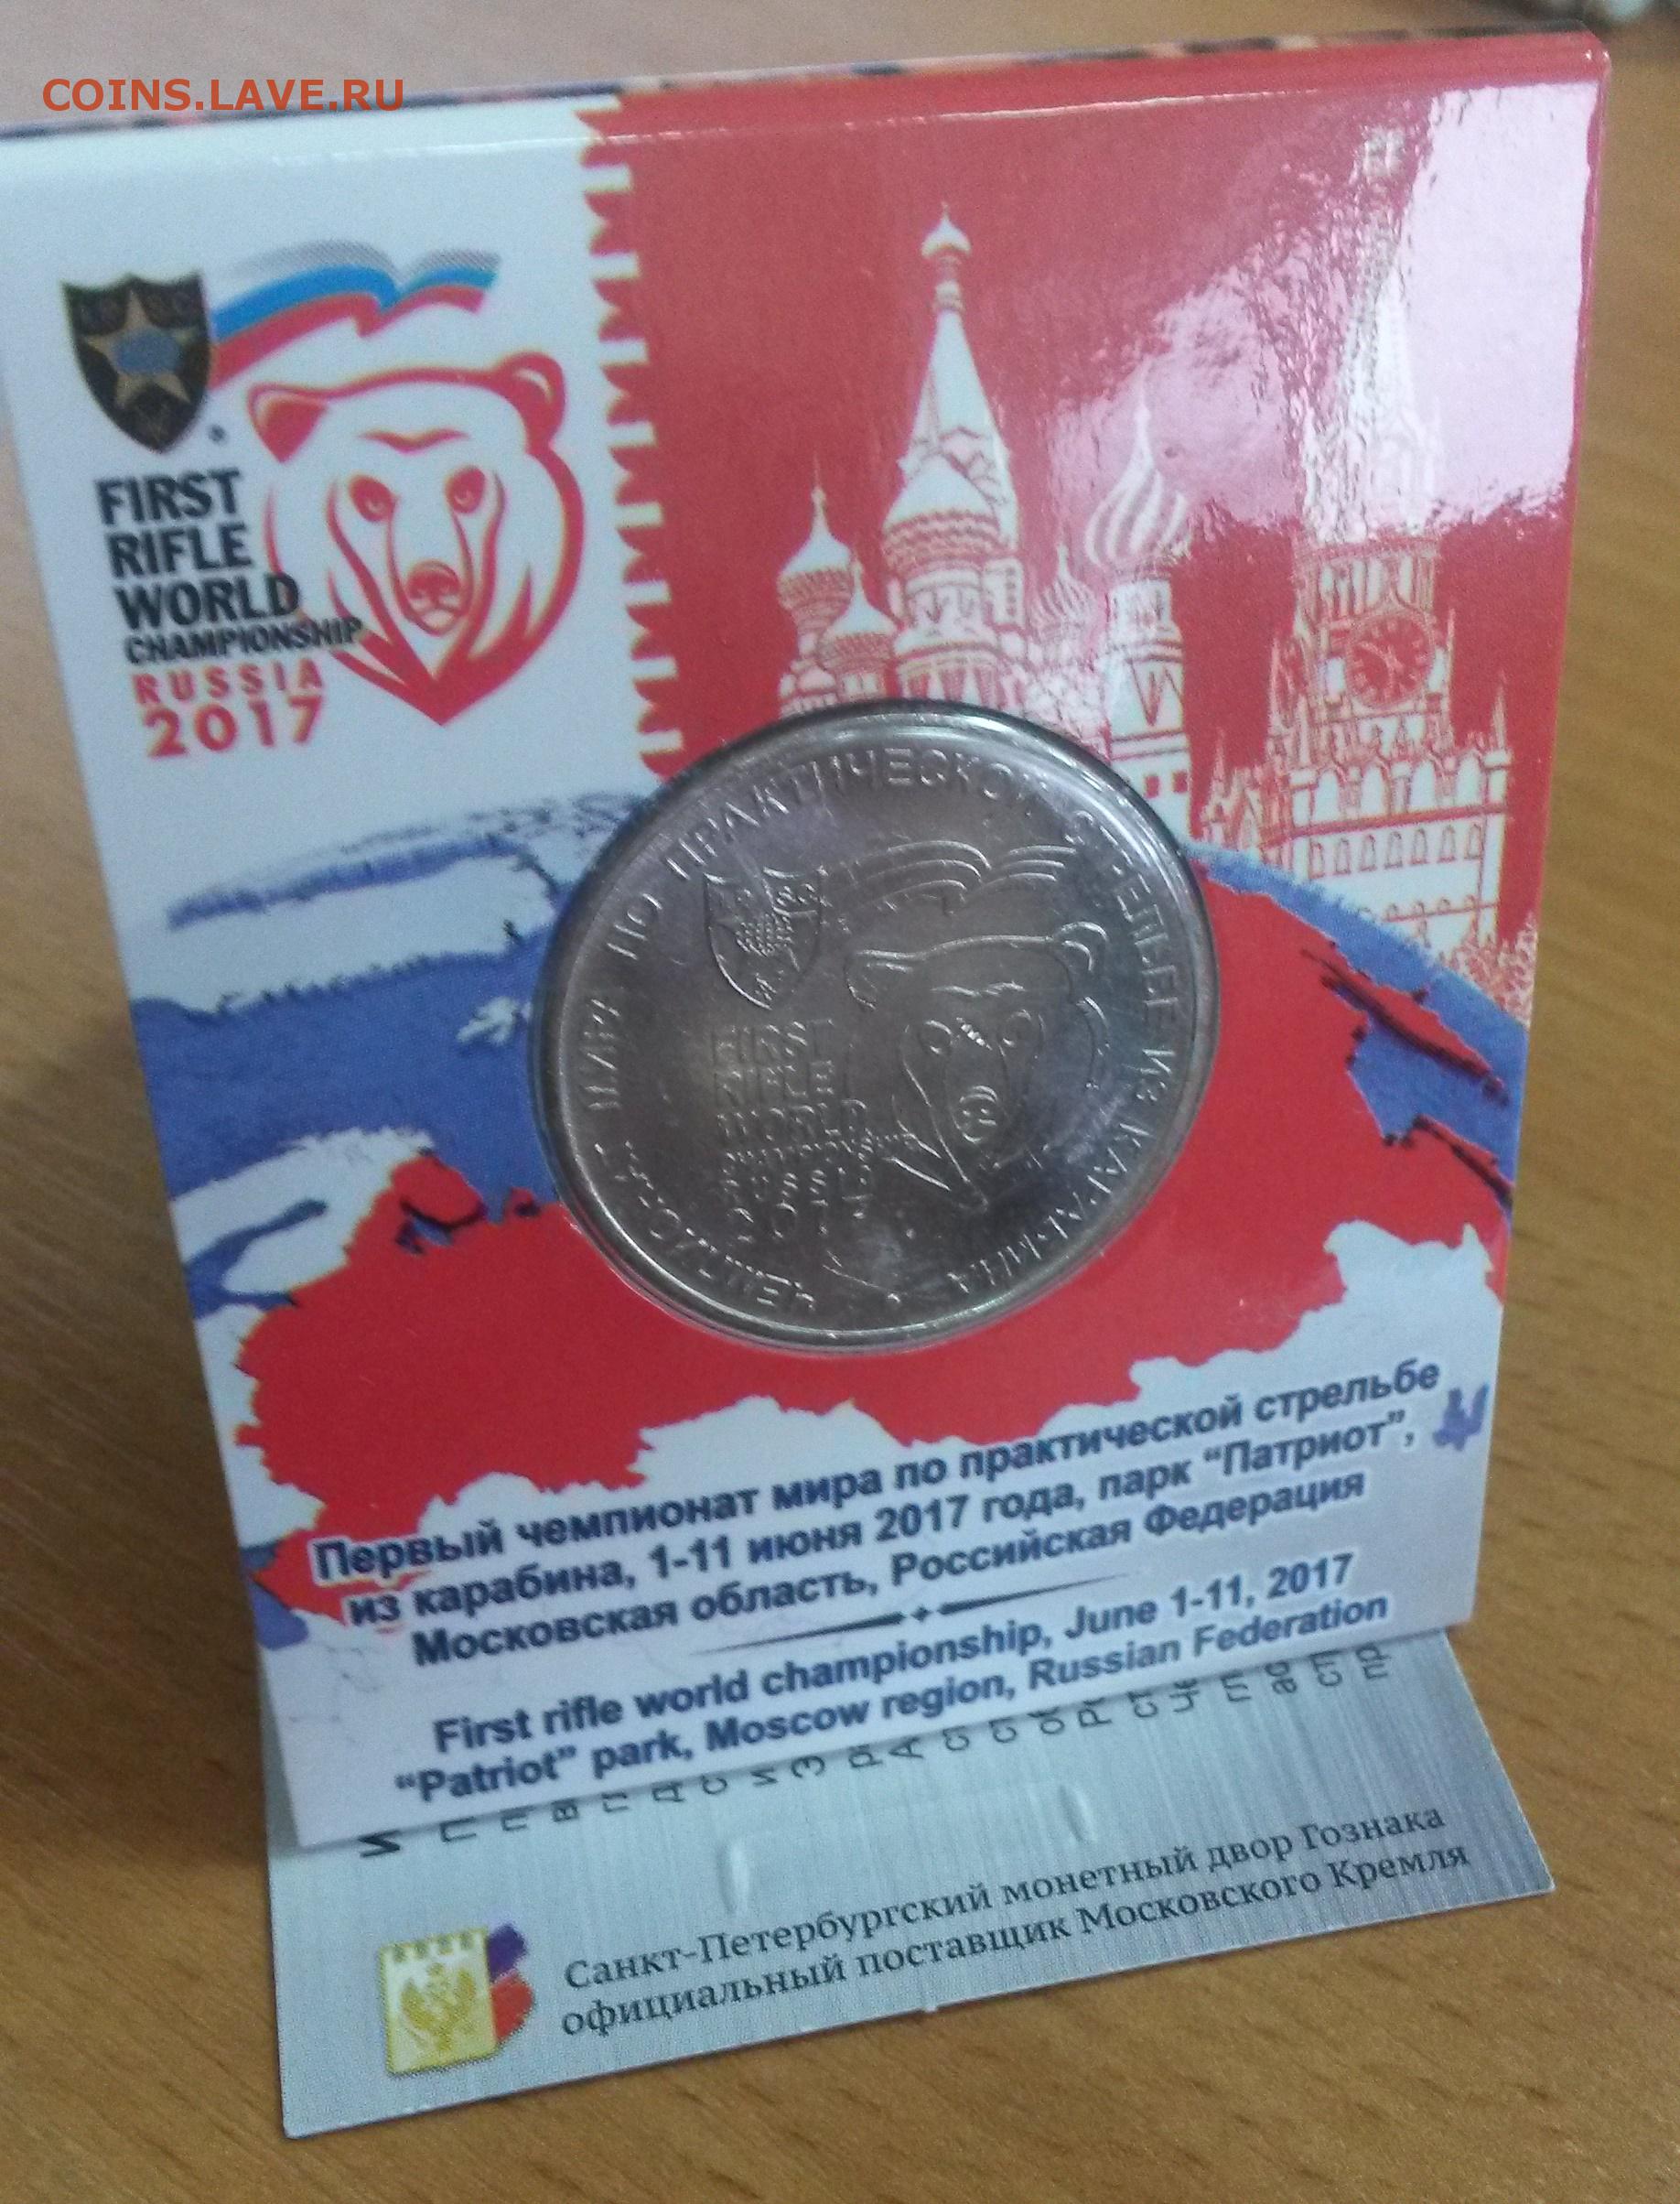 COINS.LAVE.RU
FIRST
RIFLE
WORLD
CHAMPIONSHIP
RUSSIA
2017
ЧЕМПИОНАТ МИРА ПО ПРАКТИЧЕСКОЙ СТРЕЛЬБЕ ИЗ КАРАБИНА
FIRST
RIFLE
WORLD
CHAMPIONSHIP
RUSSIA
2017
Первый чемпионат мира по практической стрельбе
из карабина, 1-11 июня 2017 года, парк “Патриот”,
Московская область, Российская Федерация
First rifle world championship, June 1-11, 2017
“Patriot” park, Moscow region, Russian Federation
Санкт-Петербургский монетный двор Гознака
официальный поставщик Московского Кремля